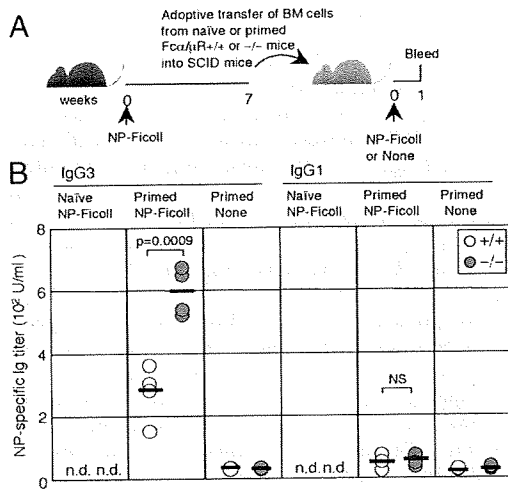 A
Adoptive transfer of BM cells
from naïve or primed
Fcα/μR+/+ or −/− mice
into SCID mice
Bleed
weeks 0 7 0 1
NP-Ficoll
NP-Ficoll
or None
B
IgG3 IgG1
Naïve Primed Primed Naïve Primed Primed
NP-Ficoll NP-Ficoll None NP-Ficoll NP-Ficoll None
8
p=0.0009
+/+
−/−
6
4
2
0
NS
n.d. n.d. n.d. n.d.
NP-specific Ig titer (10² U/ml)